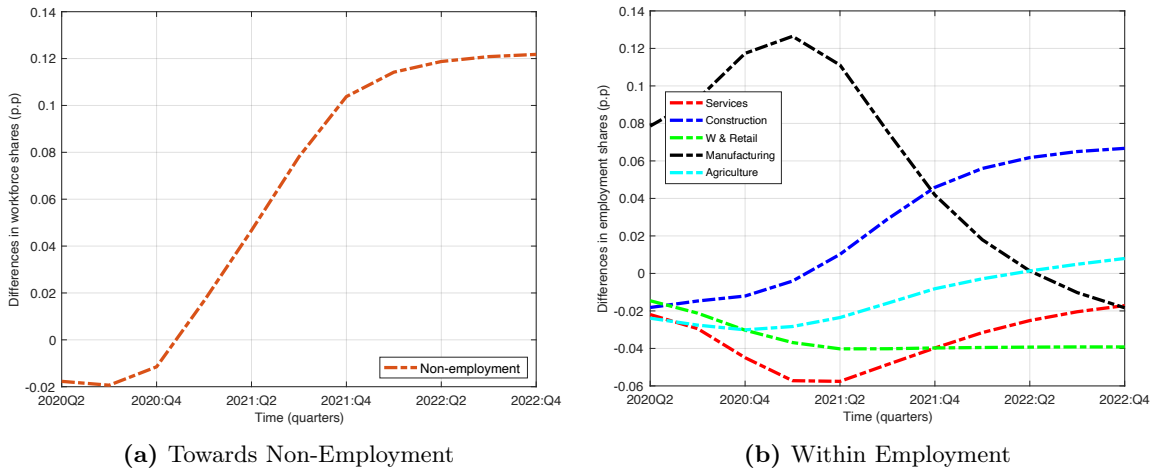 0.14
0.12
0.1
0.08
0.06
0.04
0.02
0
-0.02
Differences in workforce shares (p.p)
Non-employment
2020Q2 2020:Q4 2021:Q2 2021:Q4 2022:Q2 2022:Q4
Time (quarters)
(a) Towards Non-Employment
0.14
0.12
0.1
0.08
0.06
0.04
0.02
0
-0.02
-0.04
-0.06
Differences in employment shares (p.p)
Services
Construction
W & Retail
Manufacturing
Agriculture
2020Q2 2020:Q4 2021:Q2 2021:Q4 2022:Q2 2022:Q4
Time (quarters)
(b) Within Employment